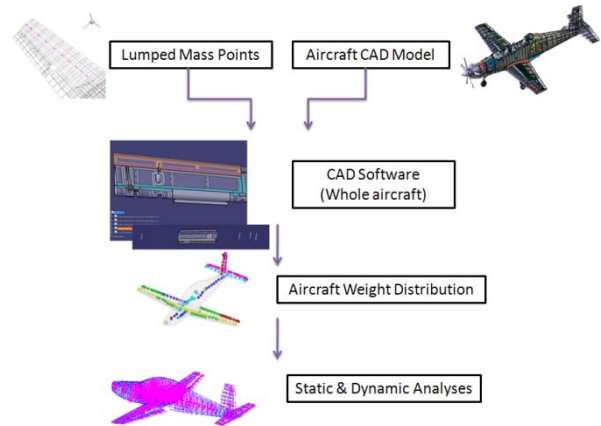 Lumped Mass Points
Aircraft CAD Model
CAD Software
(Whole aircraft)
Aircraft Weight Distribution
Static & Dynamic Analyses